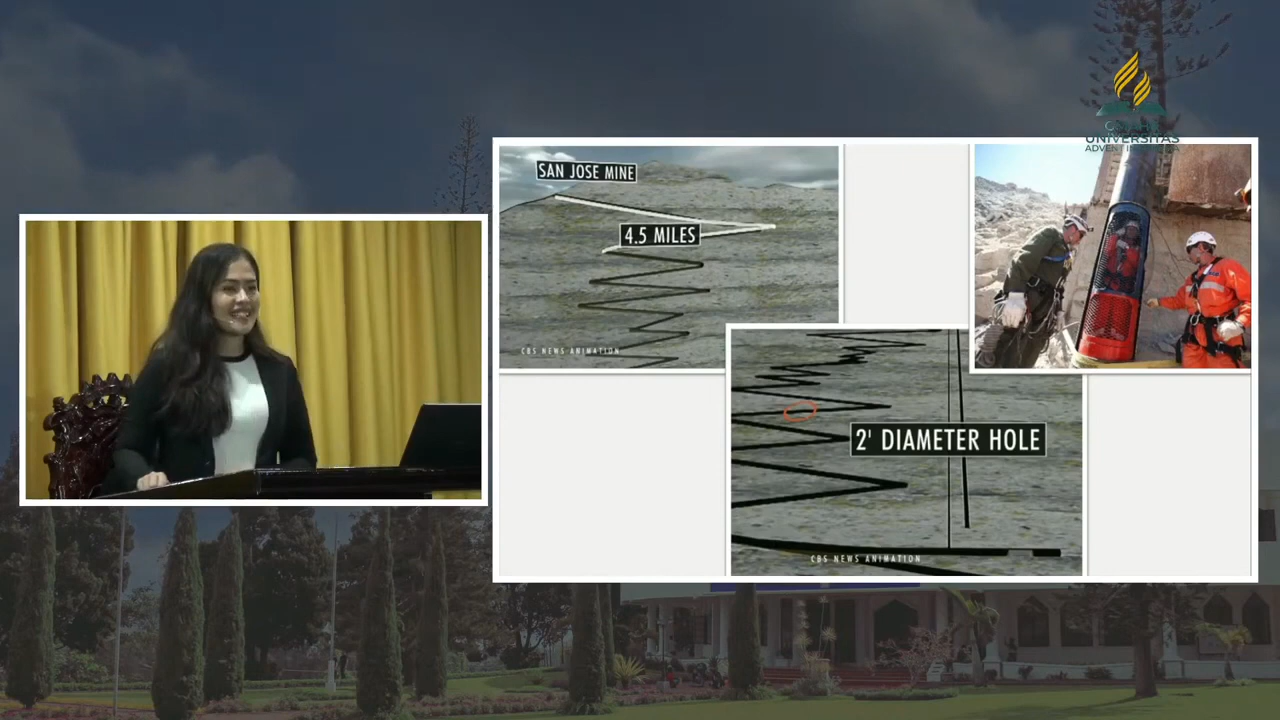 SAN JOSE MINE
4.5 MILES
CBS NEWS ANIMATION
2' DIAMETER HOLE
CBS NEWS ANIMATION
UNIVERSITAS